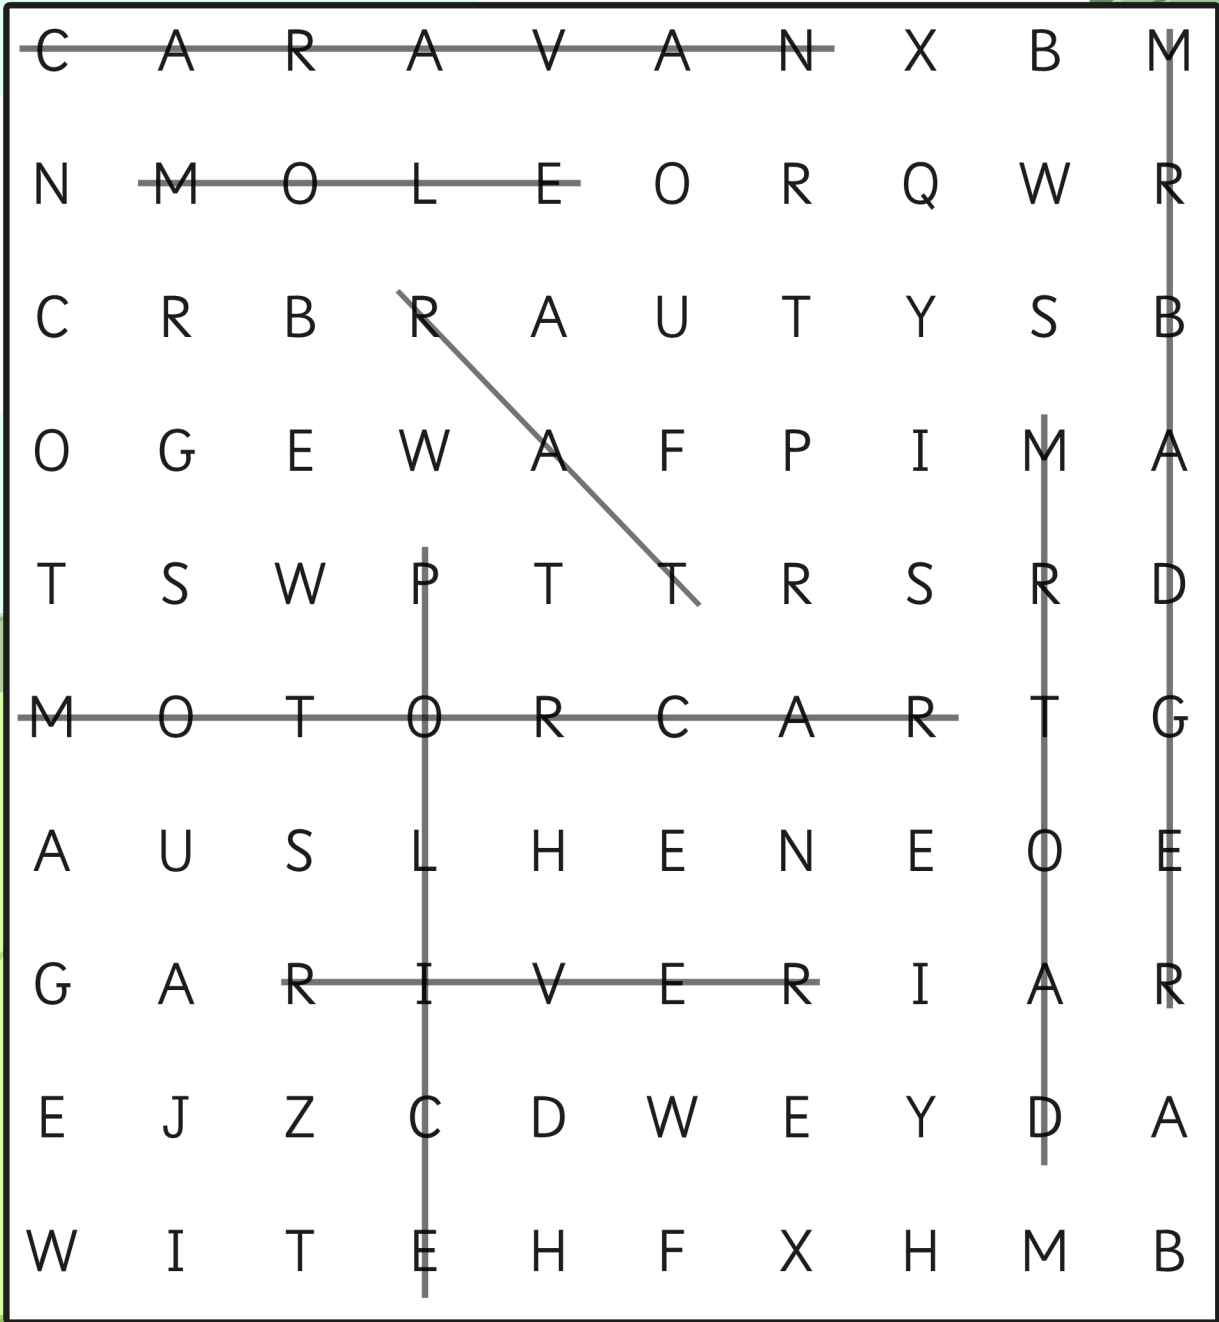 C A R A V A N X B M
N M O L E O R Q W R
C R B R A U T Y S B
O G E W A F P I M A
T S W P T T R S R D
M O T O R C A R T G
A U S L H E N E O E
G A R I V E R I A R
E J Z C D W E Y D A
W I T E H F X H M B